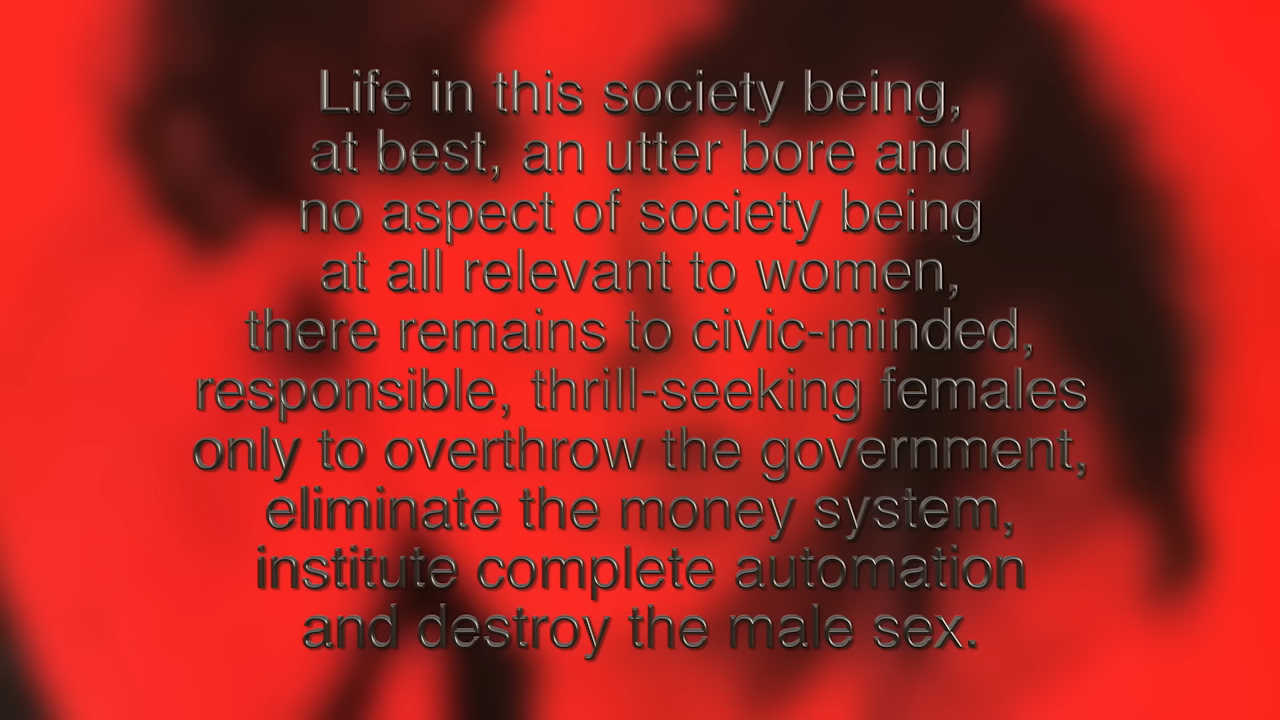 Life in this society being,
at best, an utter bore and
no aspect of society being
at all relevant to women,
there remains to civic-minded,
responsible, thrill-seeking females
only to overthrow the government,
eliminate the money system,
institute complete automation
and destroy the male sex.